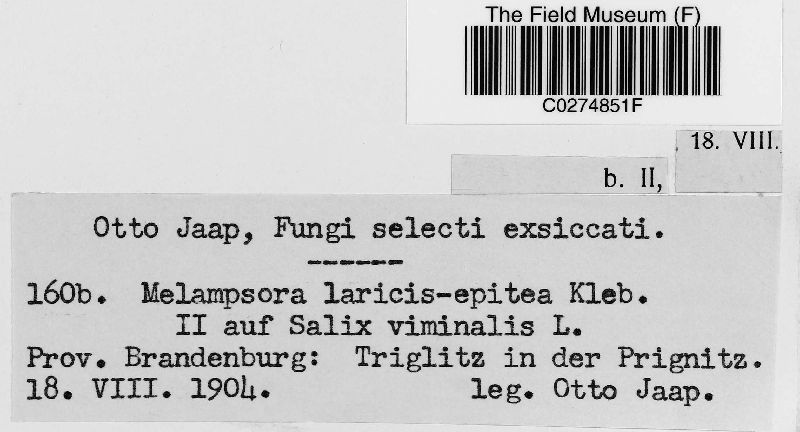 The Field Museum (F)
C0274851F
18. VIII.
b. II,
Otto Jaap, Fungi selecti exsiccati.
------
160b. Melampsora laricis-epitea Kleb.
II auf Salix viminalis L.
Prov. Brandenburg: Triglitz in der Prignitz.
18. VIII. 1904. leg. Otto Jaap.